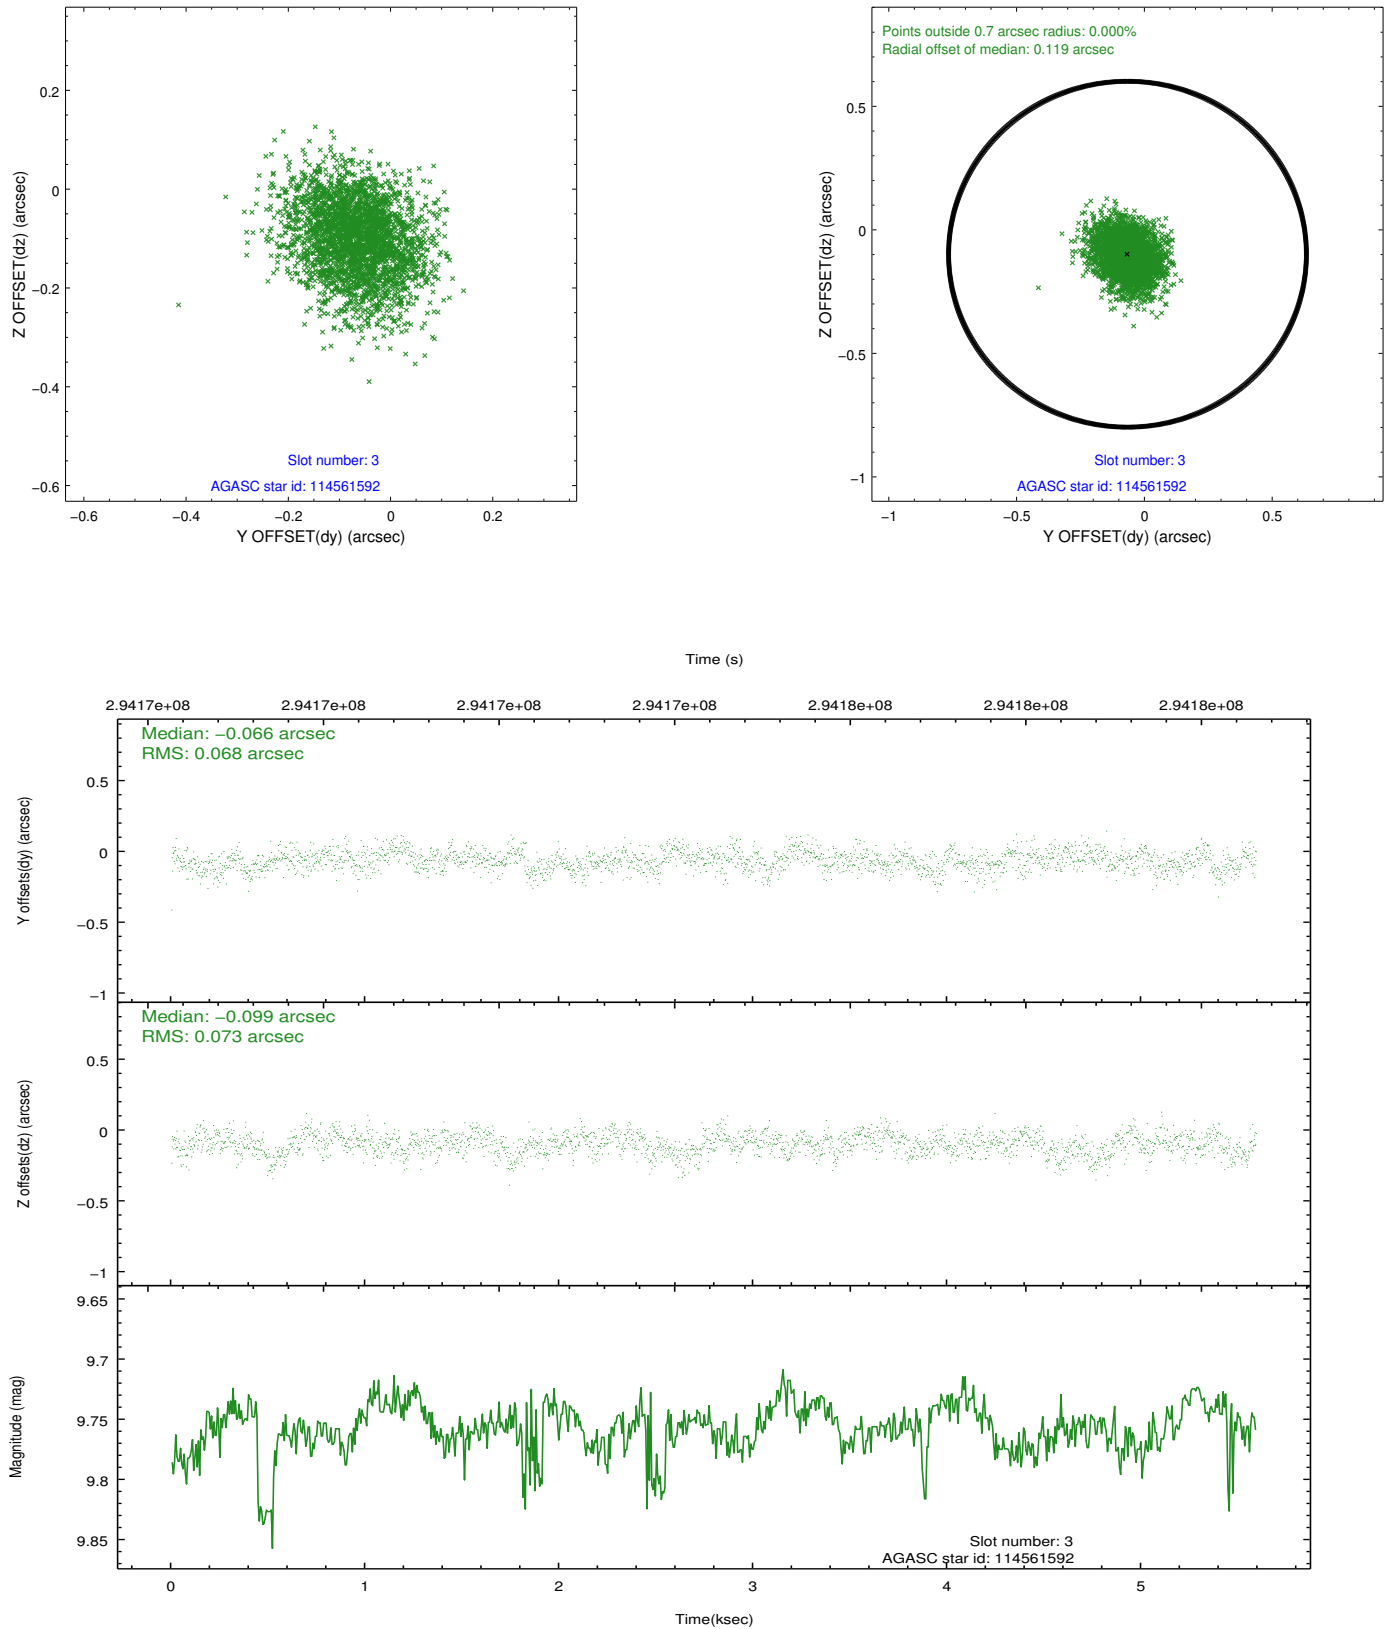 0.2
0
−0.2
−0.4
−0.6
Z OFFSET(dz) (arcsec)
Slot number: 3
AGASC star id: 114561592
−0.6
−0.4
−0.2
0
0.2
Y OFFSET(dy) (arcsec)
Points outside 0.7 arcsec radius: 0.000%
Radial offset of median: 0.119 arcsec
0.5
0
−0.5
−1
Z OFFSET(dz) (arcsec)
Slot number: 3
AGASC star id: 114561592
−1
−0.5
0
0.5
Y OFFSET(dy) (arcsec)
Time (s)
2.9417e+08
2.9417e+08
2.9417e+08
2.9417e+08
2.9418e+08
2.9418e+08
2.9418e+08
Median: −0.066 arcsec
RMS: 0.068 arcsec
0.5
0
−0.5
−1
Y offsets(dy) (arcsec)
Median: −0.099 arcsec
RMS: 0.073 arcsec
0.5
0
−0.5
−1
Z offsets(dz) (arcsec)
9.65
9.7
9.75
9.8
9.85
Magnitude (mag)
Slot number: 3
AGASC star id: 114561592
0
1
2
3
4
5
Time(ksec)